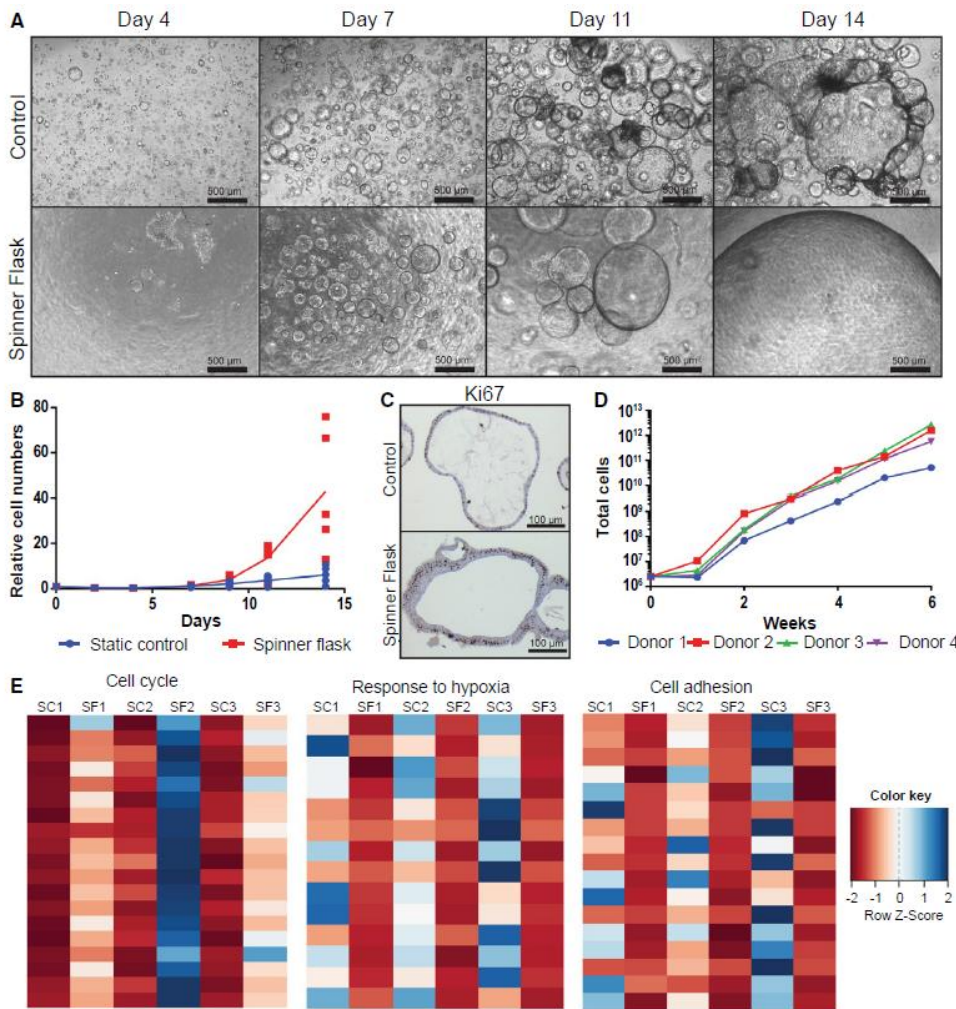 A
Day 4
Day 7
Day 11
Day 14
Control
500 µm
500 µm
500 µm
500 µm
Spinner Flask
500 µm
500 µm
500 µm
500 µm
B
Relative cell numbers
80
60
40
20
0
0
5
10
15
Days
Static control
Spinner flask
C
Ki67
Control
100 µm
Spinner Flask
100 µm
D
Total cells
10¹³
10¹²
10¹¹
10¹⁰
10⁹
10⁸
10⁷
10⁶
0
2
4
6
Weeks
Donor 1
Donor 2
Donor 3
Donor 4
E
Cell cycle
SC1 SF1 SC2 SF2 SC3 SF3
Response to hypoxia
SC1 SF1 SC2 SF2 SC3 SF3
Cell adhesion
SC1 SF1 SC2 SF2 SC3 SF3
Color key
-2 -1 0 1 2
Row Z-Score